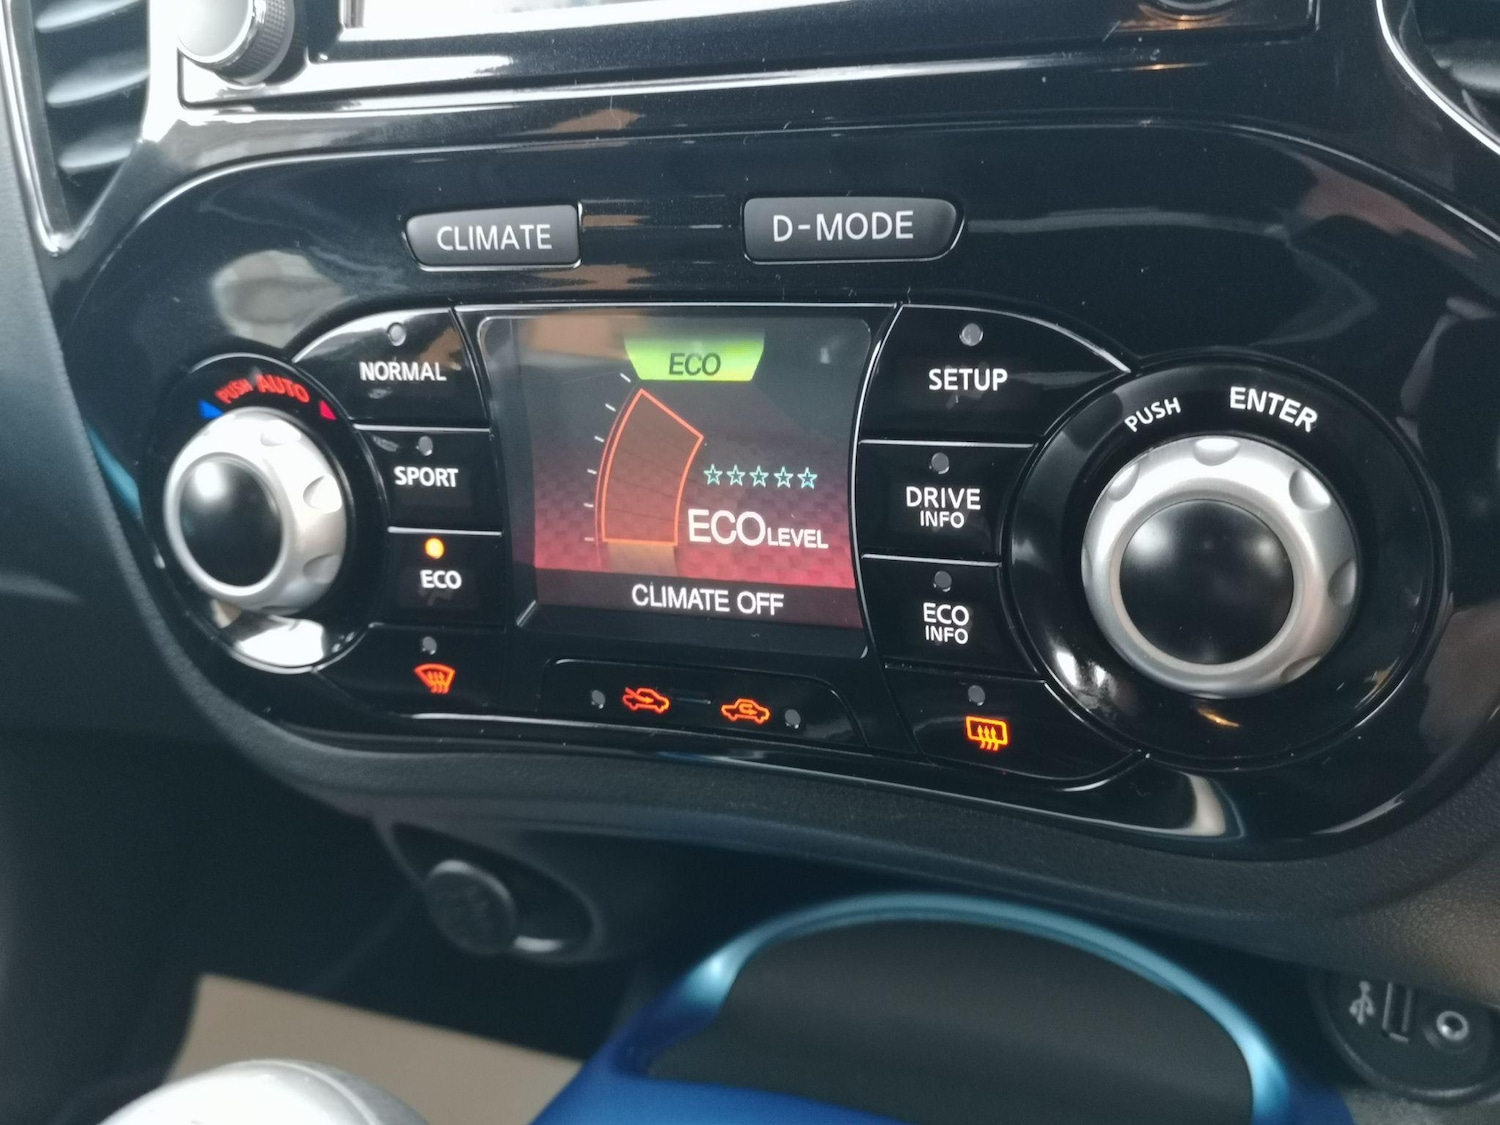 CLIMATE
D-MODE
PUSH AUTO
NORMAL
SPORT
ECO
ECO
ECO LEVEL
CLIMATE OFF
SETUP
DRIVE
INFO
ECO
INFO
PUSH ENTER